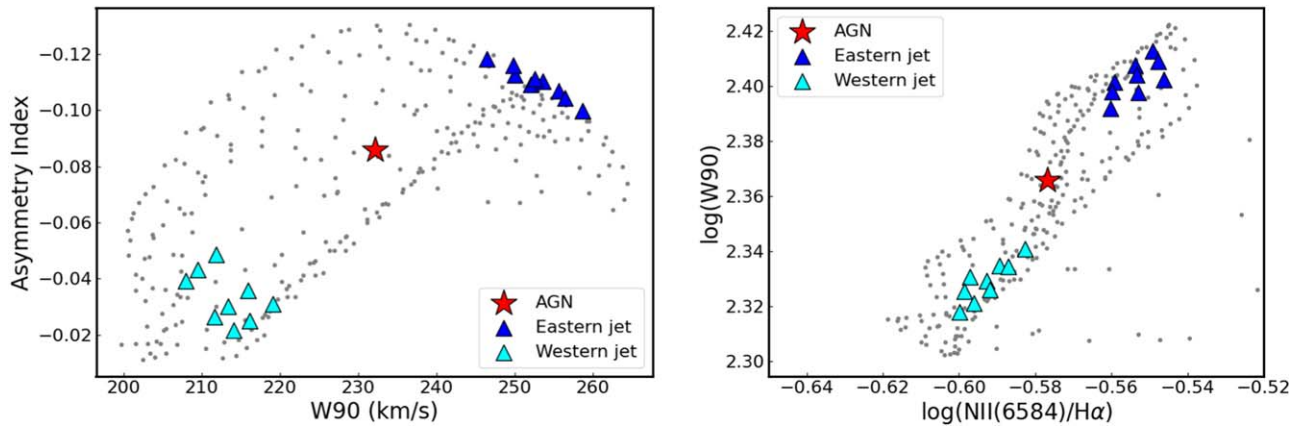 −0.12
−0.10
−0.08
−0.06
−0.04
−0.02
Asymmetry Index
200 210 220 230 240 250 260
W90 (km/s)
AGN
Eastern jet
Western jet
2.42
2.40
2.38
2.36
2.34
2.32
2.30
log(W90)
−0.64 −0.62 −0.60 −0.58 −0.56 −0.54 −0.52
log(NII(6584)/Hα)
AGN
Eastern jet
Western jet